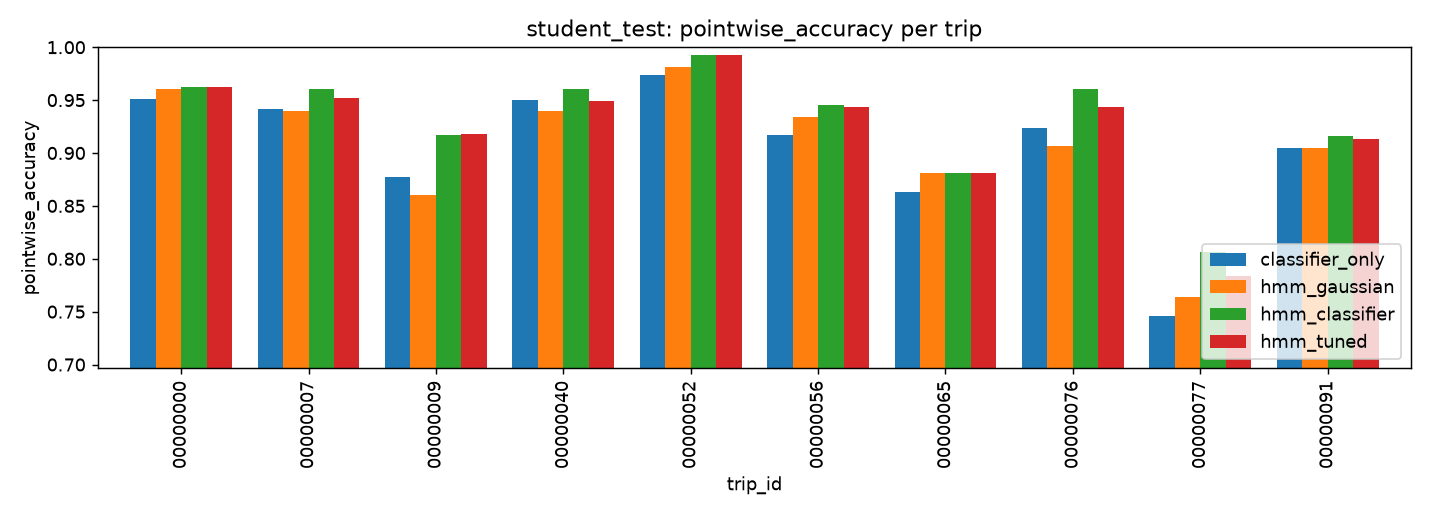 student_test: pointwise_accuracy per trip
pointwise_accuracy
1.00
0.95
0.90
0.85
0.80
0.75
0.70
classifier_only
hmm_gaussian
hmm_classifier
hmm_tuned
00000000
00000007
00000009
00000040
00000052
00000056
00000065
00000076
00000077
00000091
trip_id